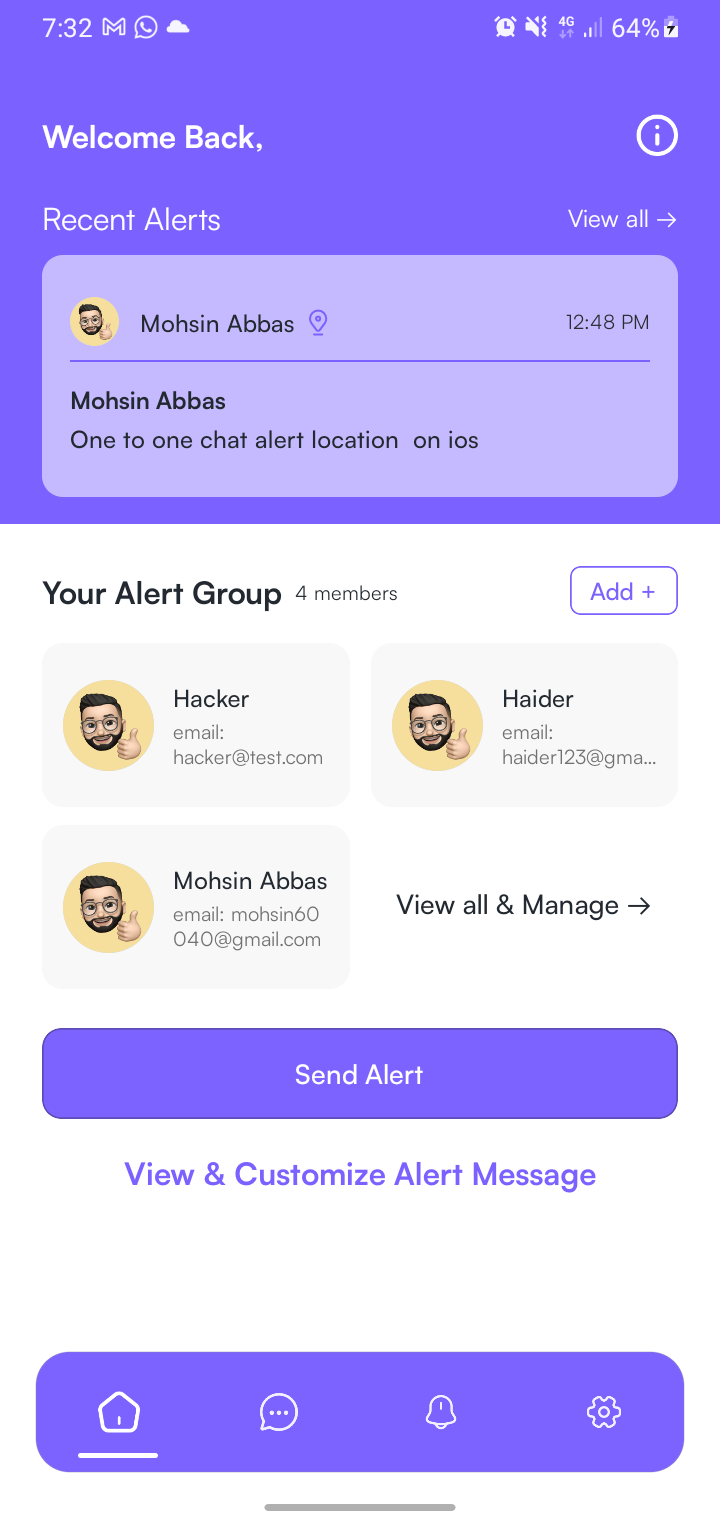 7:32 4G 64%
Welcome Back,
Recent Alerts View all →
Mohsin Abbas 12:48 PM
Mohsin Abbas
One to one chat alert location  on ios
Your Alert Group 4 members Add +
Hacker
email:
hacker@test.com
Haider
email:
haider123@gma...
Mohsin Abbas
email: mohsin60
040@gmail.com
View all & Manage →
Send Alert
View & Customize Alert Message